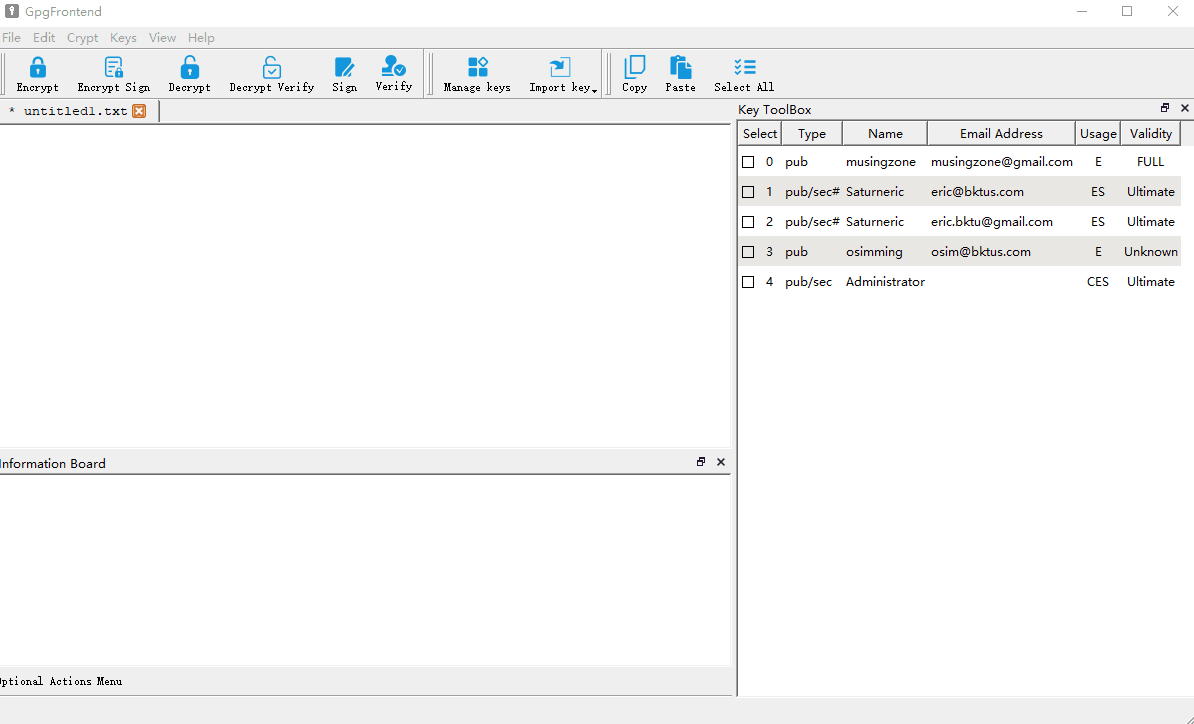 GpgFrontend
File Edit Crypt Keys View Help
Encrypt Encrypt Sign Decrypt Decrypt Verify Sign Verify Manage keys Import key Copy Paste Select All
* untitled1.txt
Key ToolBox
Select Type Name Email Address Usage Validity
0 pub musingzone musingzone@gmail.com E FULL
1 pub/sec# Saturneric eric@bktus.com ES Ultimate
2 pub/sec# Saturneric eric.bktu@gmail.com ES Ultimate
3 pub osimming osim@bktus.com E Unknown
4 pub/sec Administrator CES Ultimate
Information Board
Optional Actions Menu